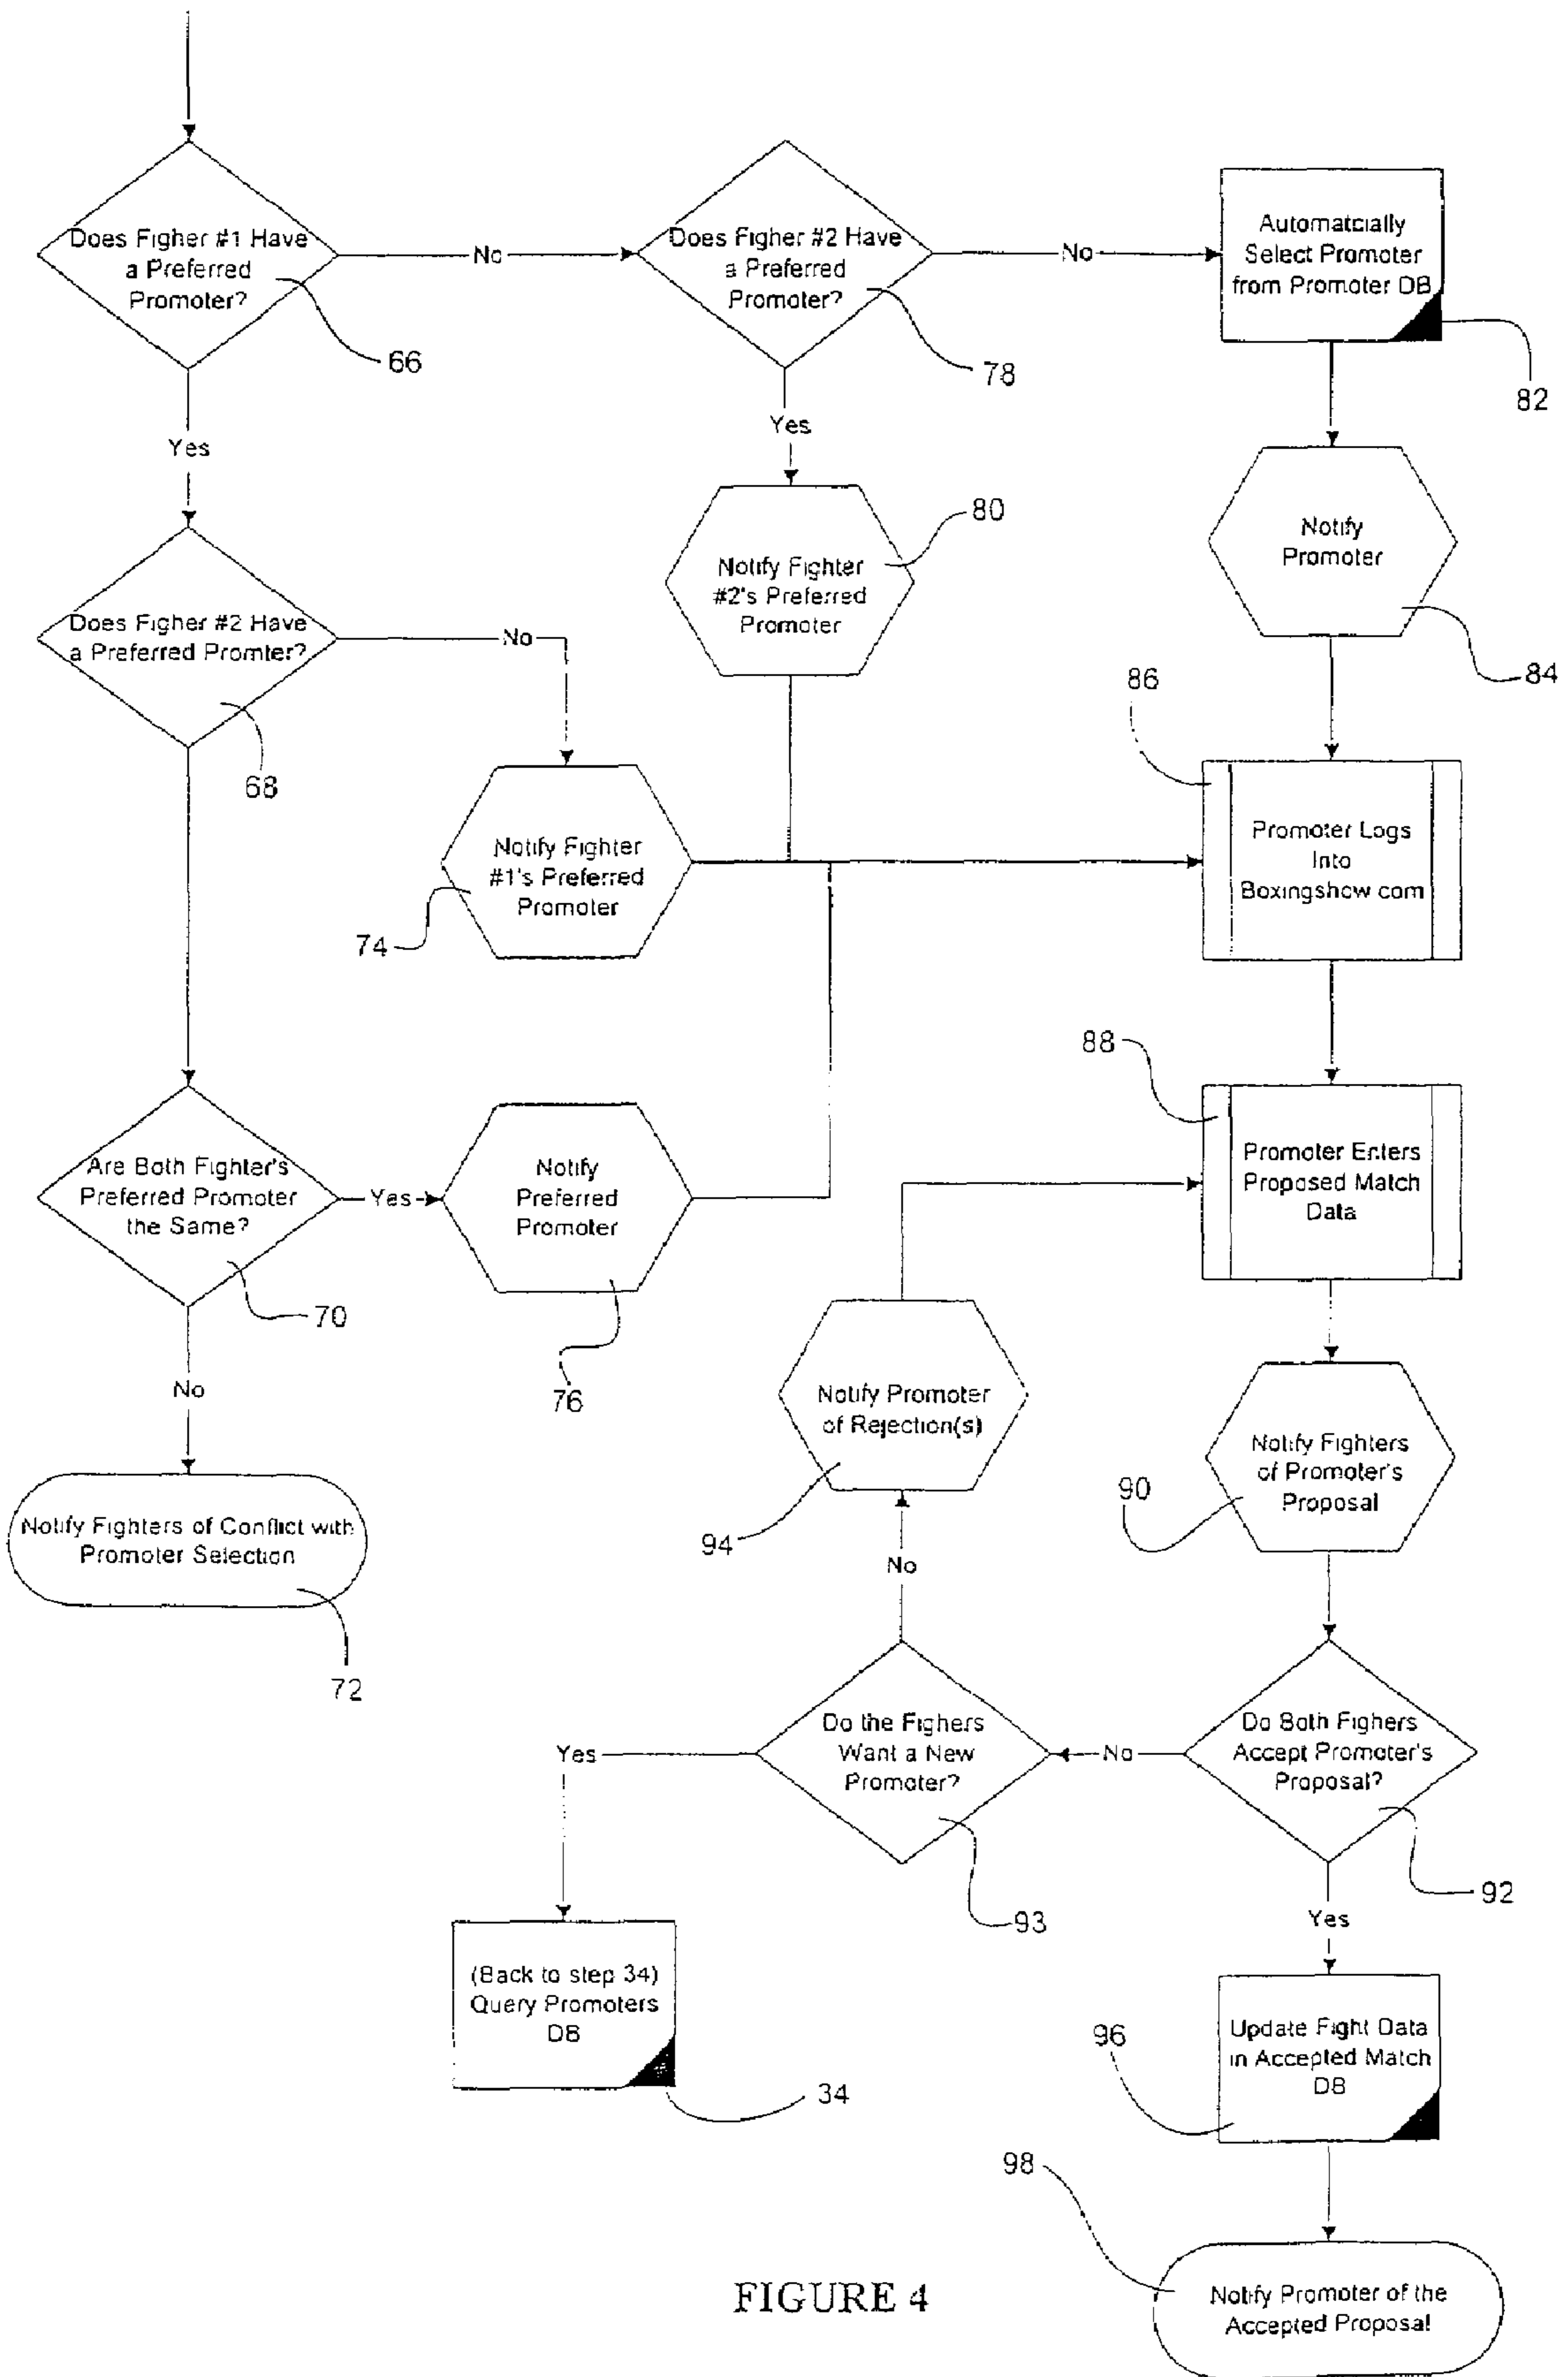 Does Figher #1 Have
a Preferred
Promoter?
66
No
Does Figher #2 Have
a Preferred
Promoter?
78
No
Automatcially
Select Promoter
from Promoter DB
82
Yes
Yes
Does Figher #2 Have
a Preferred Promter?
68
No
Notify Fighter
#2's Preferred
Promoter
80
Notify
Promoter
84
Notify Fighter
#1's Preferred
Promoter
74
86
Promoter Logs
Into
Boxingshow.com
88
Promoter Enters
Proposed Match
Data
Are Both Fighter's
Preferred Promoter
the Same?
70
Yes
Notify
Preferred
Promoter
76
No
Notify Fighters of Conflict with
Promoter Selection
72
Notify Promoter
of Rejection(s)
94
Notify Fighters
of Promoter's
Proposal
90
No
Do the Fighers
Want a New
Promoter?
93
No
Do Both Fighers
Accept Promoter's
Proposal?
92
Yes
Yes
(Back to step 34)
Query Promoters
DB
34
Update Fight Data
in Accepted Match
DB
96
98
Notify Promoter of the
Accepted Proposal
FIGURE 4